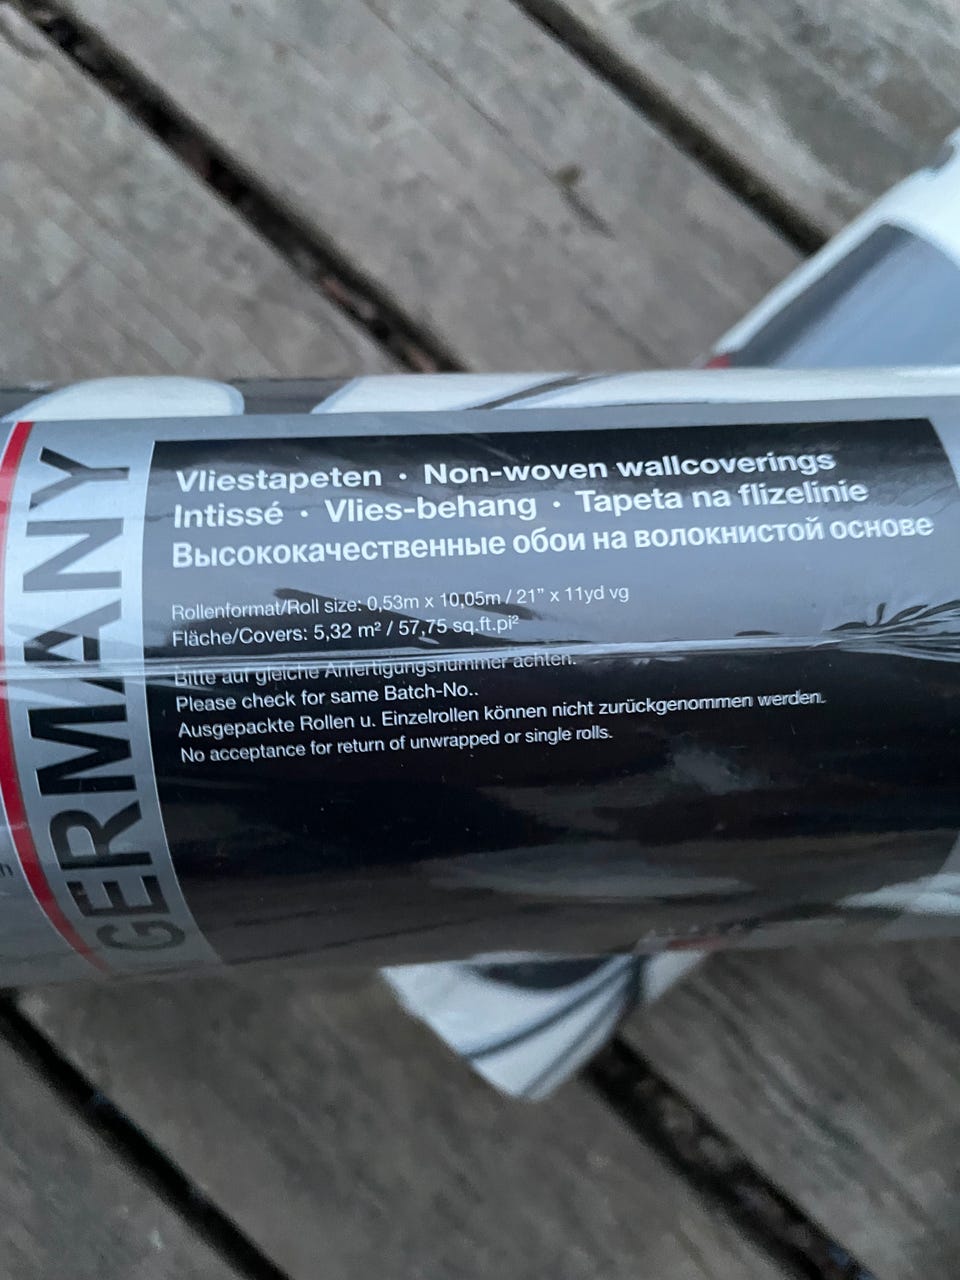 GERMANY
Vliestapeten · Non-woven wallcoverings
Intissé · Vlies-behang · Tapeta na flizelinie
Высококачественные обои на волокнистой основе
Rollenformat/Roll size: 0,53m x 10,05m / 21” x 11yd vg
Fläche/Covers: 5,32 m² / 57,75 sq.ft.pi²
Bitte auf gleiche Anfertigungsnummer achten.
Please check for same Batch-No..
Ausgepackte Rollen u. Einzelrollen können nicht zurückgenommen werden.
No acceptance for return of unwrapped or single rolls.